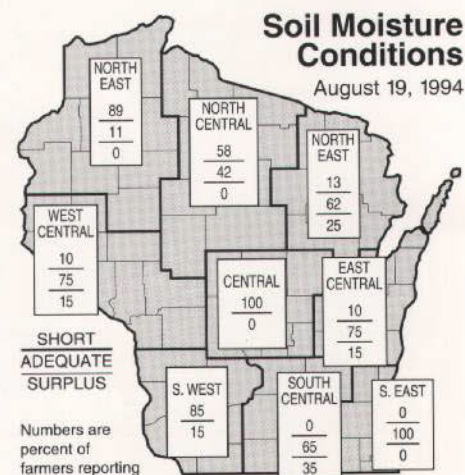 Soil Moisture
Conditions
August 19, 1994
NORTH
EAST
89
11
0
NORTH
CENTRAL
58
42
0
NORTH
EAST
13
62
25
WEST
CENTRAL
10
75
15
CENTRAL
100
0
EAST
CENTRAL
10
75
15
SHORT
ADEQUATE
SURPLUS
S. WEST
85
15
SOUTH
CENTRAL
0
65
35
S. EAST
0
100
0
Numbers are
percent of
farmers reporting